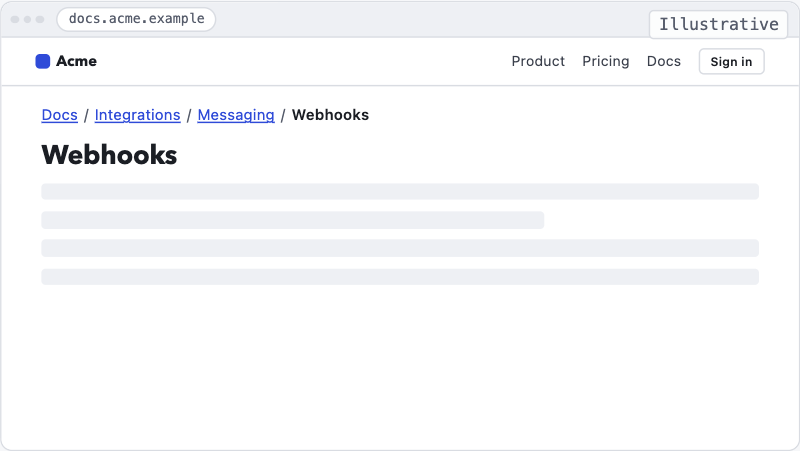 docs.acme.example
Illustrative
Acme
Product Pricing Docs Sign in
Docs / Integrations / Messaging / Webhooks
Webhooks